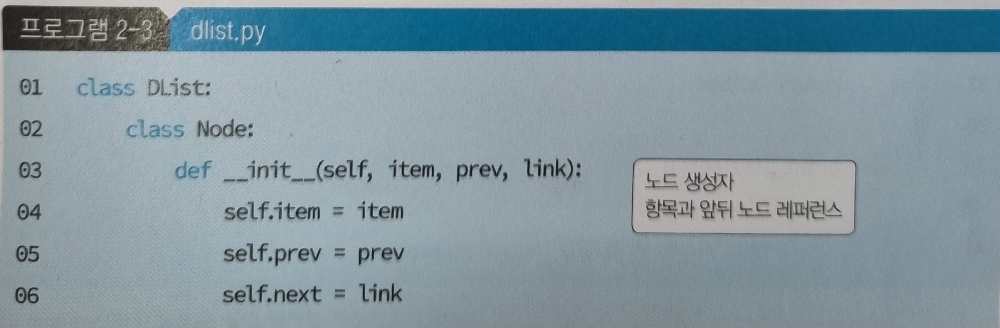 프로그램 2-3 dlist.py
01 class DList:
02 class Node:
03 def __init__(self, item, prev, link):
노드 생성자
항목과 앞뒤 노드 레퍼런스
04 self.item = item
05 self.prev = prev
06 self.next = link